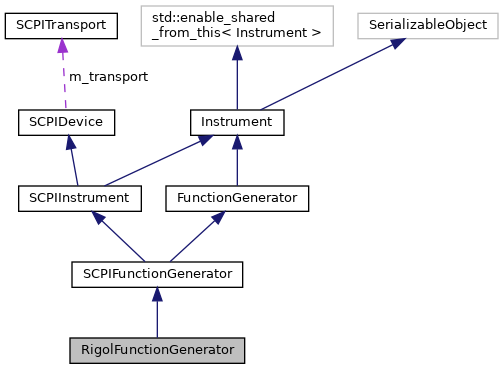 SCPITransport
std::enable_shared
_from_this< Instrument >
SerializableObject
m_transport
SCPIDevice
Instrument
SCPIInstrument
FunctionGenerator
SCPIFunctionGenerator
RigolFunctionGenerator